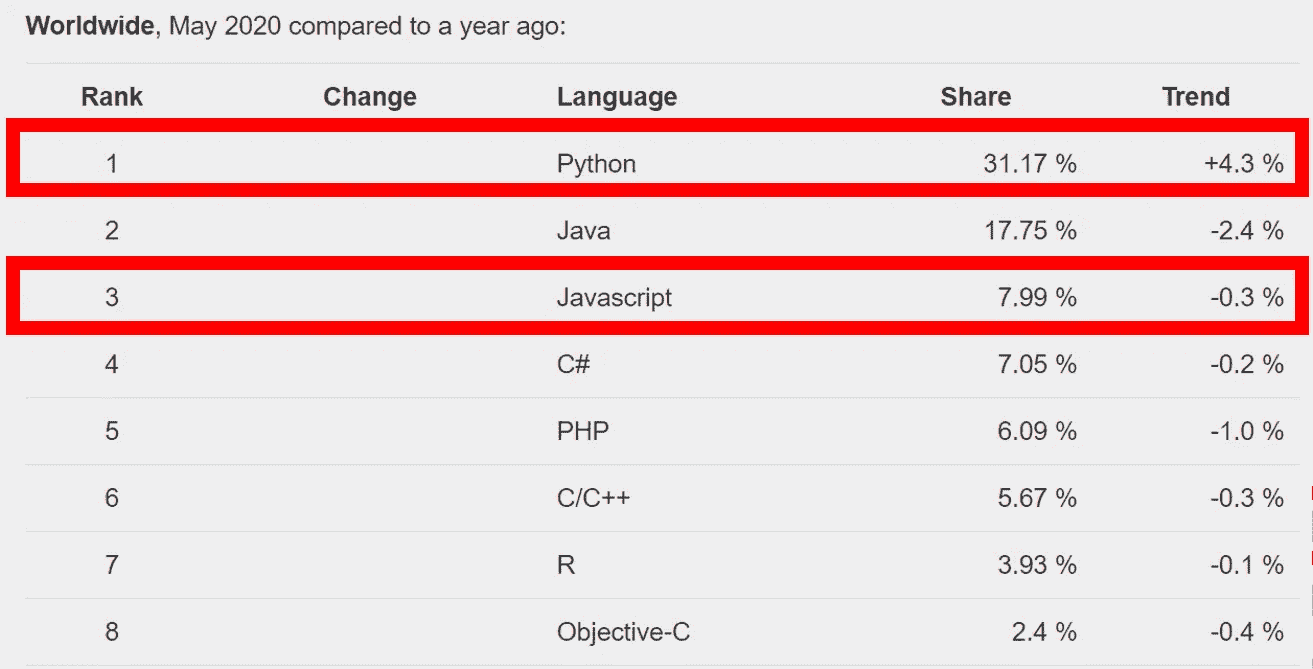 Worldwide, May 2020 compared to a year ago:
Rank Change Language Share Trend
1 Python 31.17 % +4.3 %
2 Java 17.75 % -2.4 %
3 Javascript 7.99 % -0.3 %
4 C# 7.05 % -0.2 %
5 PHP 6.09 % -1.0 %
6 C/C++ 5.67 % -0.3 %
7 R 3.93 % -0.1 %
8 Objective-C 2.4 % -0.4 %